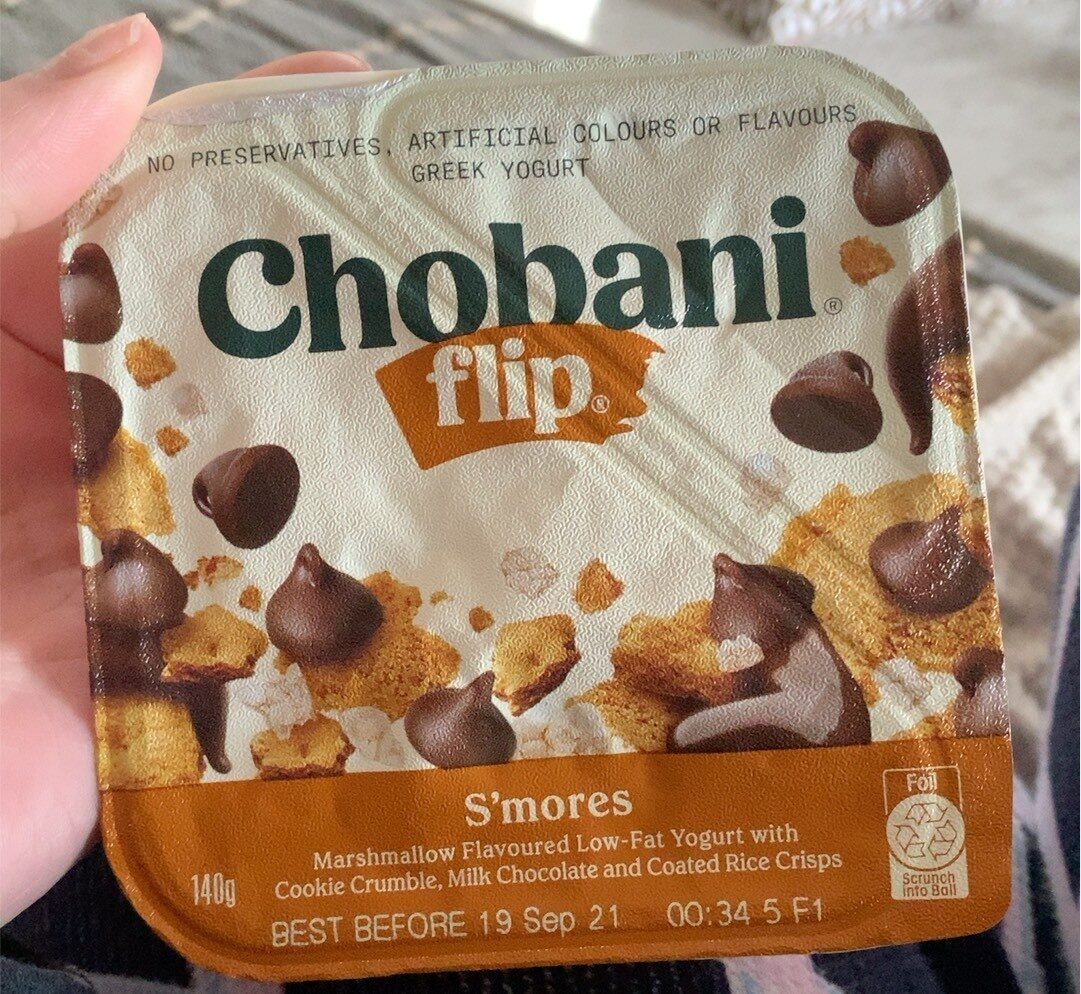 NO PRESERVATIVES, ARTIFICIAL COLOURS OR FLAVOURS
GREEK YOGURT
Chobani®
flip®
S'mores
Marshmallow Flavoured Low-Fat Yogurt with
Cookie Crumble, Milk Chocolate and Coated Rice Crisps
140g
BEST BEFORE 19 Sep 21 00:34 5 F1
Foil
Scrunch
into Ball